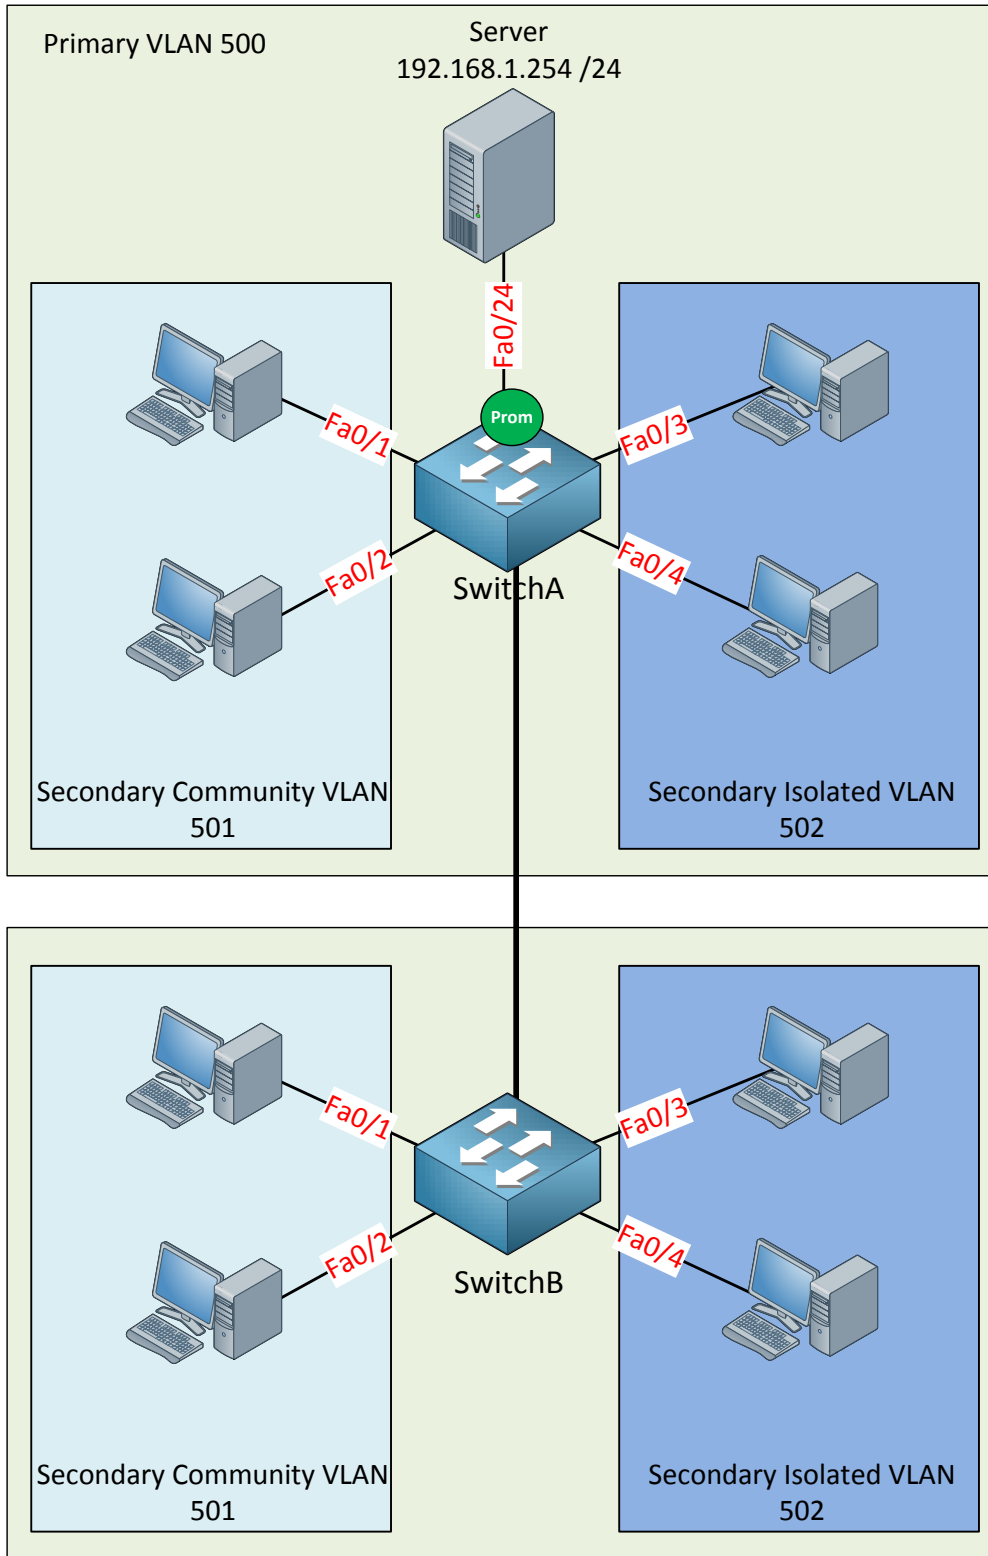 Primary VLAN 500
Server
192.168.1.254 /24
Fa0/24
Prom
Fa0/1
Fa0/3
Fa0/2
Fa0/4
SwitchA
Secondary Community VLAN
501
Secondary Isolated VLAN
502
Fa0/1
Fa0/3
Fa0/2
Fa0/4
SwitchB
Secondary Community VLAN
501
Secondary Isolated VLAN
502